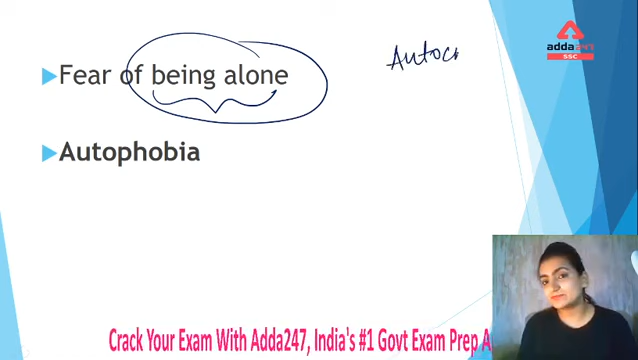 Autoc
adda247
SSC
Fear of being alone
Autophobia
Crack Your Exam With Adda247, India's #1 Govt Exam Prep A